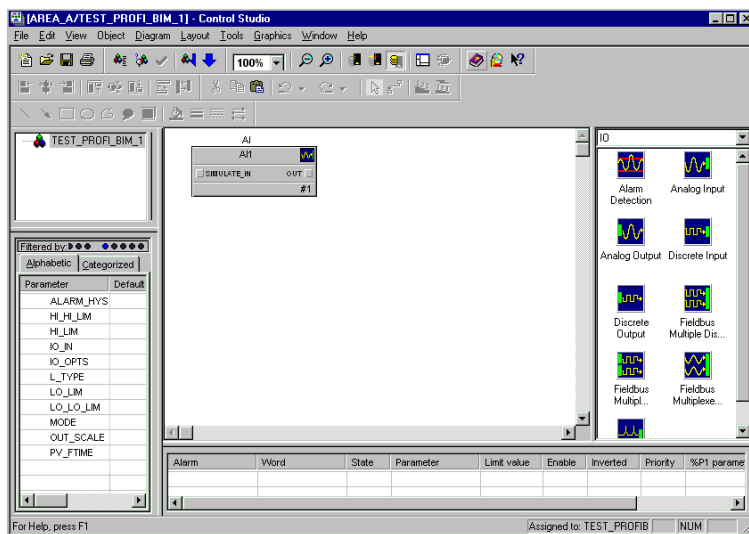 [AREA_A/TEST_PROFI_BIM_1] - Control Studio
File Edit View Object Diagram Layout Tools Graphics Window Help
100%
TEST_PROFI_BIM_1
AI
AI1
SIMULATE_IN OUT
#1
IO
Alarm Detection
Analog Input
Analog Output
Discrete Input
Discrete Output
Fieldbus Multiple Dis...
Fieldbus Multipl...
Fieldbus Multiplexe...
Filtered by:
Alphabetic Categorized
Parameter Default
ALARM_HYS
HI_HI_LIM
HI_LIM
IO_IN
IO_OPTS
L_TYPE
LO_LIM
LO_LO_LIM
MODE
OUT_SCALE
PV_FTIME
Alarm Word State Parameter Limit value Enable Inverted Priority %P1 parame
For Help, press F1
Assigned to: TEST_PROFIB NUM